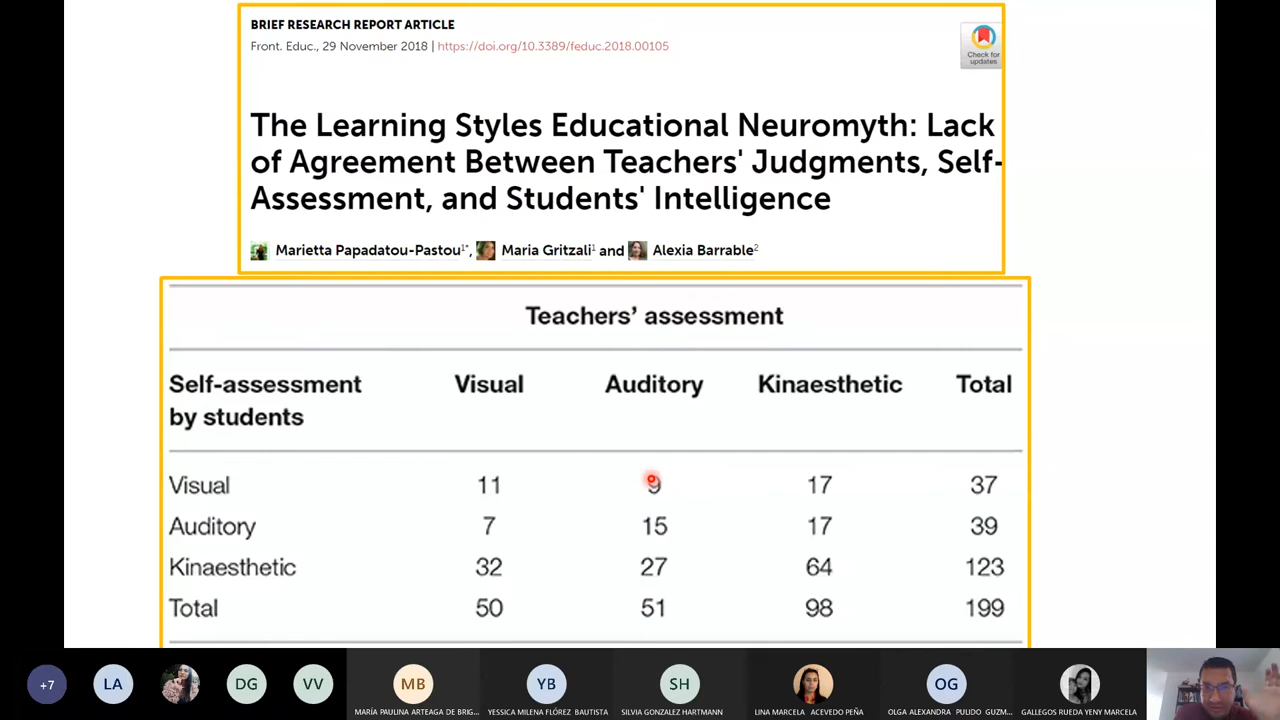 BRIEF RESEARCH REPORT ARTICLE
Front. Educ., 29 November 2018 | https://doi.org/10.3389/feduc.2018.00105
Check for
updates
The Learning Styles Educational Neuromyth: Lack
of Agreement Between Teachers' Judgments, Self-
Assessment, and Students' Intelligence
Marietta Papadatou-Pastou1*, Maria Gritzali1 and Alexia Barrable2
Teachers' assessment
Self-assessment Visual Auditory Kinaesthetic Total
by students
Visual 11 9 17 37
Auditory 7 15 17 39
Kinaesthetic 32 27 64 123
Total 50 51 98 199
+7 LA DG VV MB YB SH OG
MARÍA PAULINA ARTEAGA DE BRIG... YESSICA MILENA FLÓREZ BAUTISTA SILVIA GONZALEZ HARTMANN LINA MARCELA ACEVEDO PEÑA OLGA ALEXANDRA PULIDO GUZM... GALLEGOS RUEDA YENY MARCELA